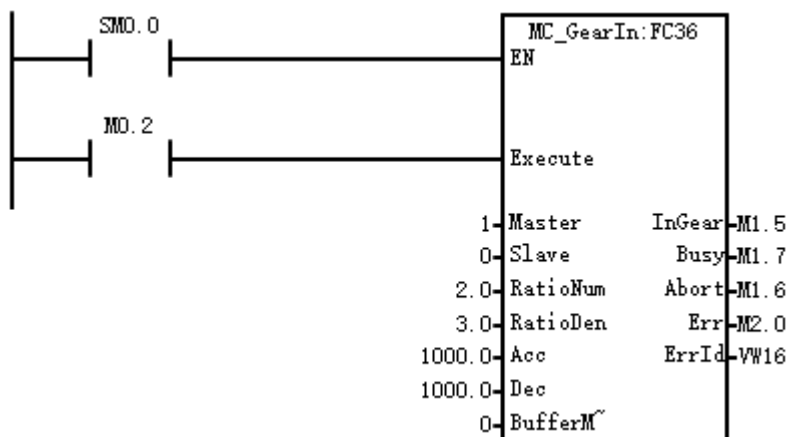 SM0.0
MC_GearIn:FC36
EN
M0.2
Execute
1 Master InGear M1.5
0 Slave Busy M1.7
2.0 RatioNum Abort M1.6
3.0 RatioDen Err M2.0
1000.0 Acc ErrId VW16
1000.0 Dec
0 BufferM~